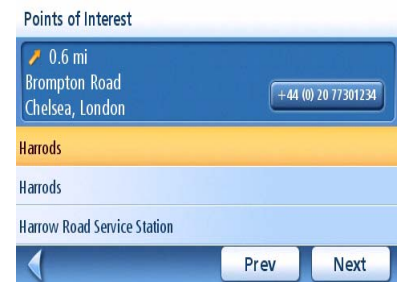 Points of Interest
0.6 mi
Brompton Road
+44 (0) 20 77301234
Chelsea, London
Harrods
Harrods
Harrow Road Service Station
Prev Next